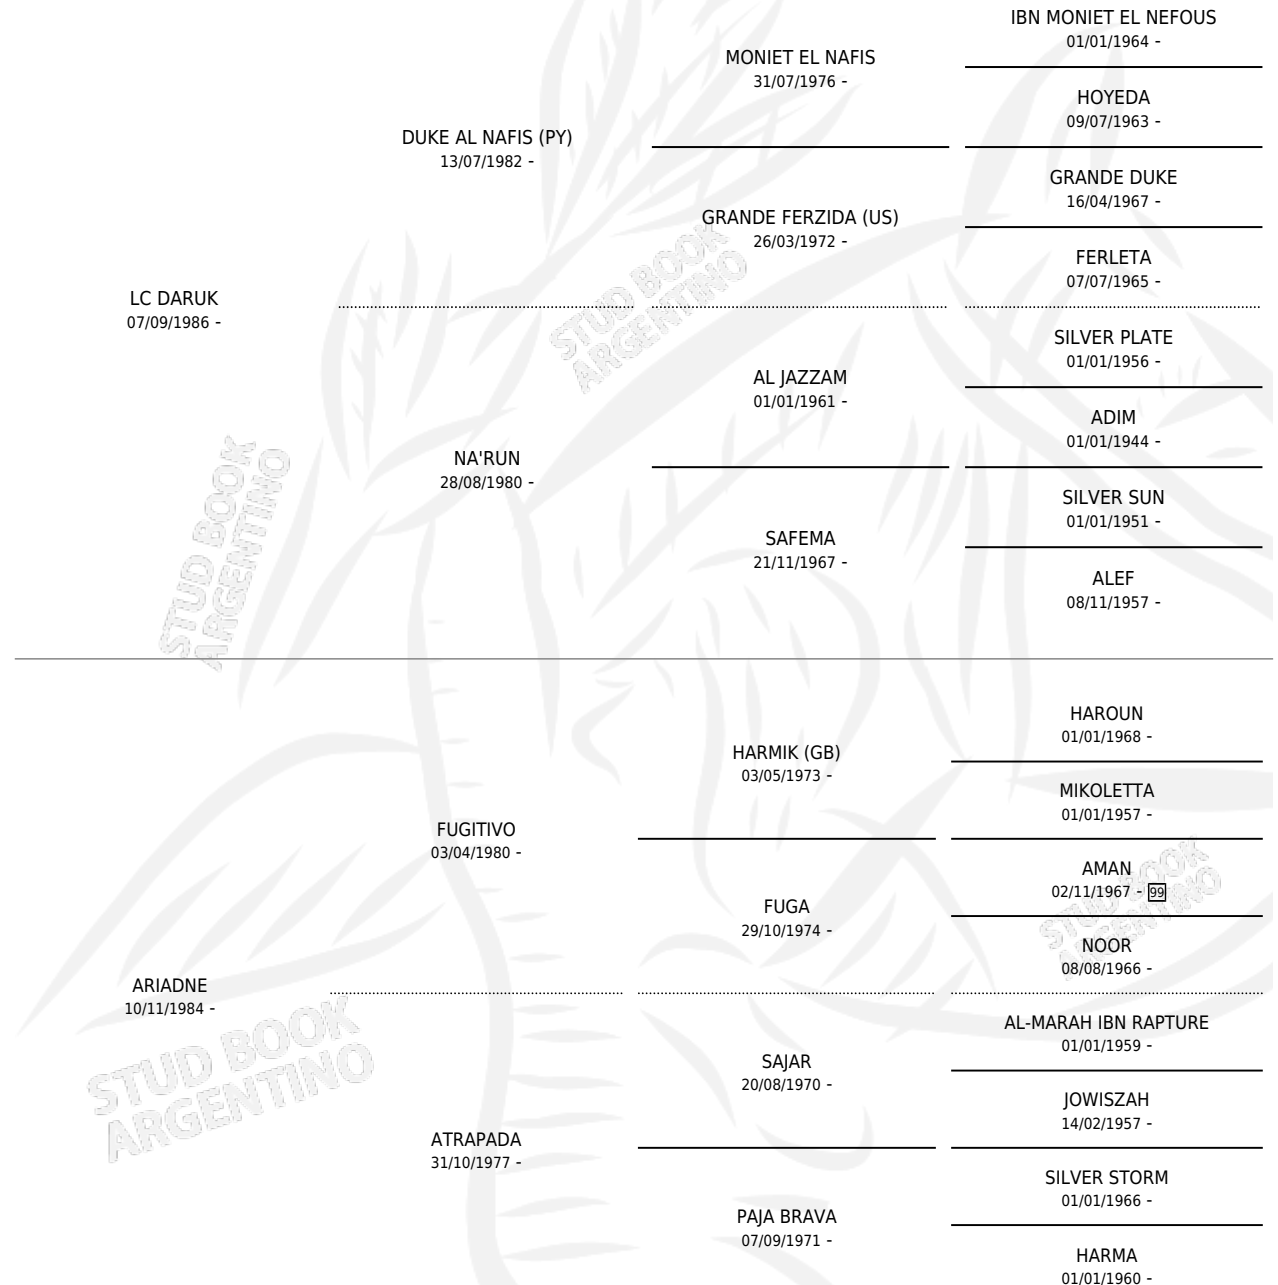 IBN MONIET EL NEFOUS
01/01/1964 -
MONIET EL NAFIS
31/07/1976 -
HOYEDA
09/07/1963 -
DUKE AL NAFIS (PY)
13/07/1982 -
GRANDE DUKE
16/04/1967 -
GRANDE FERZIDA (US)
26/03/1972 -
FERLETA
07/07/1965 -
LC DARUK
07/09/1986 -
SILVER PLATE
01/01/1956 -
AL JAZZAM
01/01/1961 -
ADIM
01/01/1944 -
NA'RUN
28/08/1980 -
SILVER SUN
01/01/1951 -
SAFEMA
21/11/1967 -
ALEF
08/11/1957 -
HAROUN
01/01/1968 -
HARMIK (GB)
03/05/1973 -
MIKOLETTA
01/01/1957 -
FUGITIVO
03/04/1980 -
AMAN
02/11/1967 - 99
FUGA
29/10/1974 -
NOOR
08/08/1966 -
ARIADNE
10/11/1984 -
AL-MARAH IBN RAPTURE
01/01/1959 -
SAJAR
20/08/1970 -
JOWISZAH
14/02/1957 -
ATRAPADA
31/10/1977 -
SILVER STORM
01/01/1966 -
PAJA BRAVA
07/09/1971 -
HARMA
01/01/1960 -
STUD BOOK
ARGENTINO
STUD BOOK
ARGENTINO
STUD BOOK
ARGENTINO
STUD BOOK
ARGENTINO